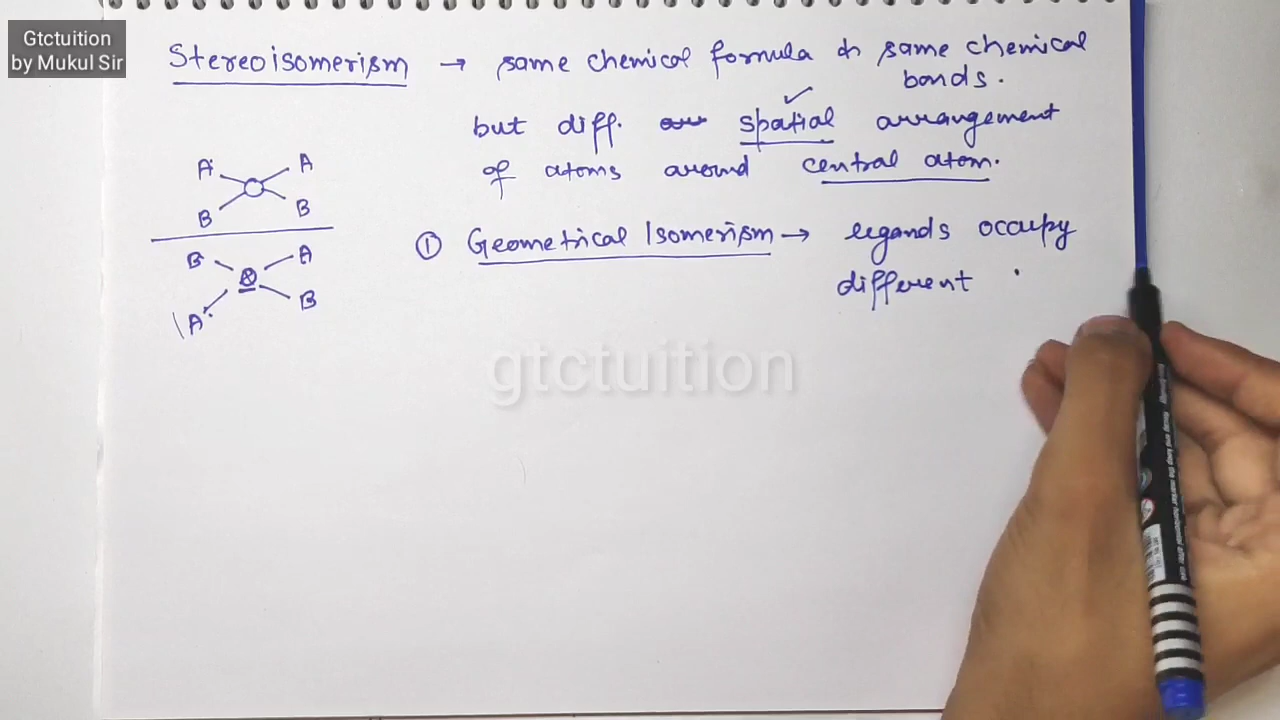 Gtctuition
by Mukul Sir
Stereoisomerism → same chemical formula & same chemical
bonds.
but diff. spatial arrangement
of atoms around central atom.
A A
B B
B A
A B
① Geometrical Isomerism → ligands occupy
different
gtctuition